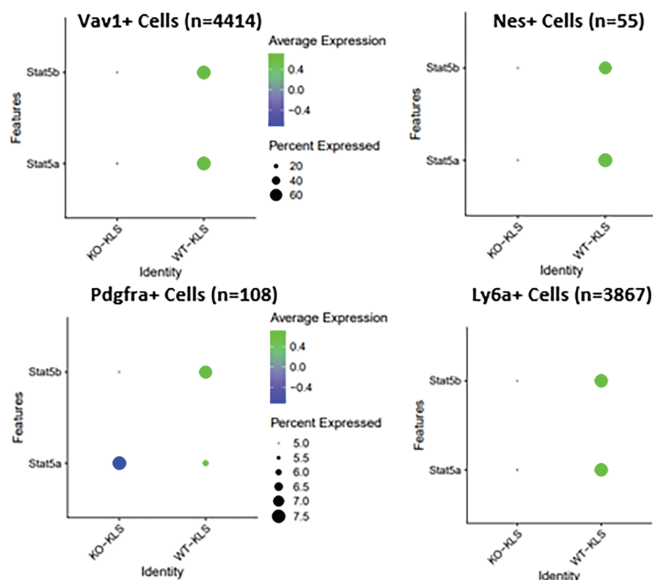 Vav1+ Cells (n=4414)
Features
Stat5b
Stat5a
KO-KLS
WT-KLS
Identity
Average Expression
0.4
0.0
−0.4
Percent Expressed
20
40
60
Nes+ Cells (n=55)
Features
Stat5b
Stat5a
KO-KLS
WT-KLS
Identity
Pdgfra+ Cells (n=108)
Features
Stat5b
Stat5a
KO-KLS
WT-KLS
Identity
Average Expression
0.4
0.0
−0.4
Percent Expressed
5.0
5.5
6.0
6.5
7.0
7.5
Ly6a+ Cells (n=3867)
Features
Stat5b
Stat5a
KO-KLS
WT-KLS
Identity